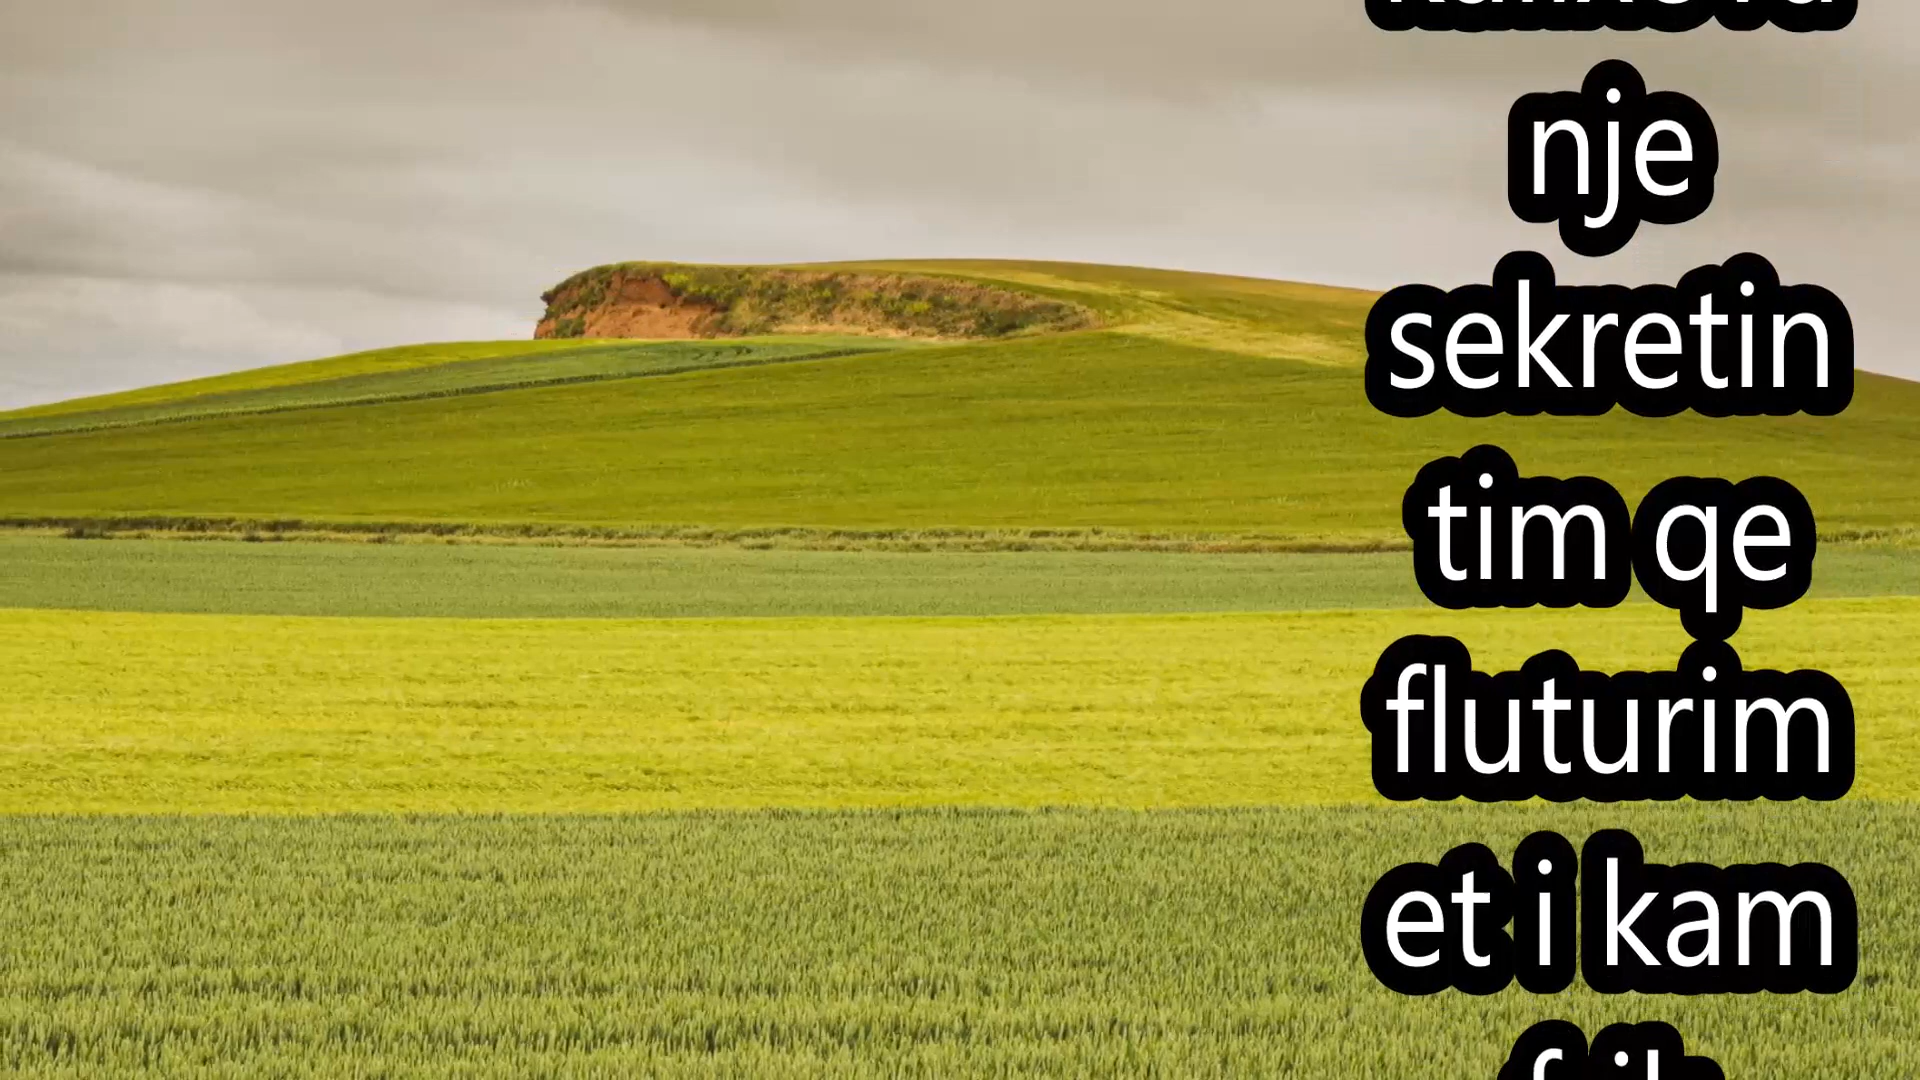 nje
sekretin
tim qe
fluturim
et i kam